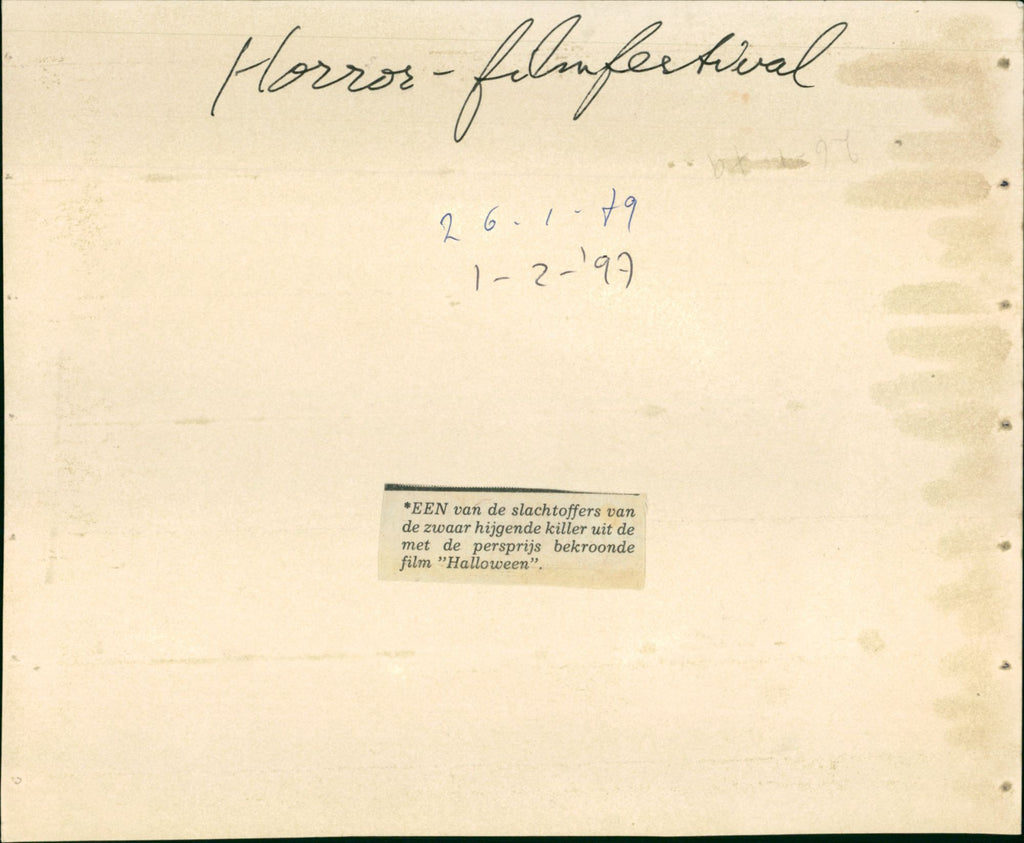 Horror-filmfestival
26-1-79
1-2-'97
*EEN van de slachtoffers van
de zwaar hijgende killer uit de
met de persprijs bekroonde
film "Halloween".